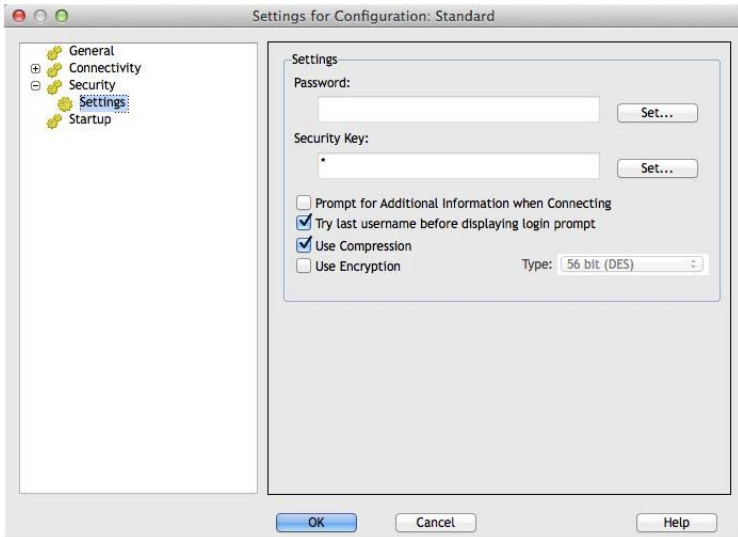 Settings for Configuration: Standard
General
Connectivity
Security
Settings
Startup
Settings
Password:
Set...
Security Key:
*
Set...
Prompt for Additional Information when Connecting
Try last username before displaying login prompt
Use Compression
Use Encryption Type: 56 bit (DES)
OK Cancel Help